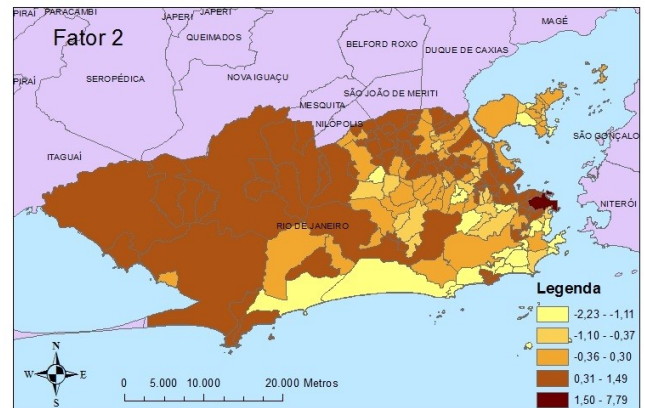 Fator 2
PIRAÍ
PARACAMBI
JAPERI
JAPERI
MAGÉ
QUEIMADOS
BELFORD ROXO
DUQUE DE CAXIAS
PIRAÍ
SEROPÉDICA
NOVA IGUAÇU
SÃO JOÃO DE MERITI
MESQUITA
NILÓPOLIS
SÃO GONÇALO
ITAGUAÍ
NITERÓI
RIO DE JANEIRO
Legenda
-2,23 - -1,11
-1,10 - -0,37
-0,36 - 0,30
0,31 - 1,49
1,50 - 7,79
N
W E
S
0 5.000 10.000 20.000 Metros